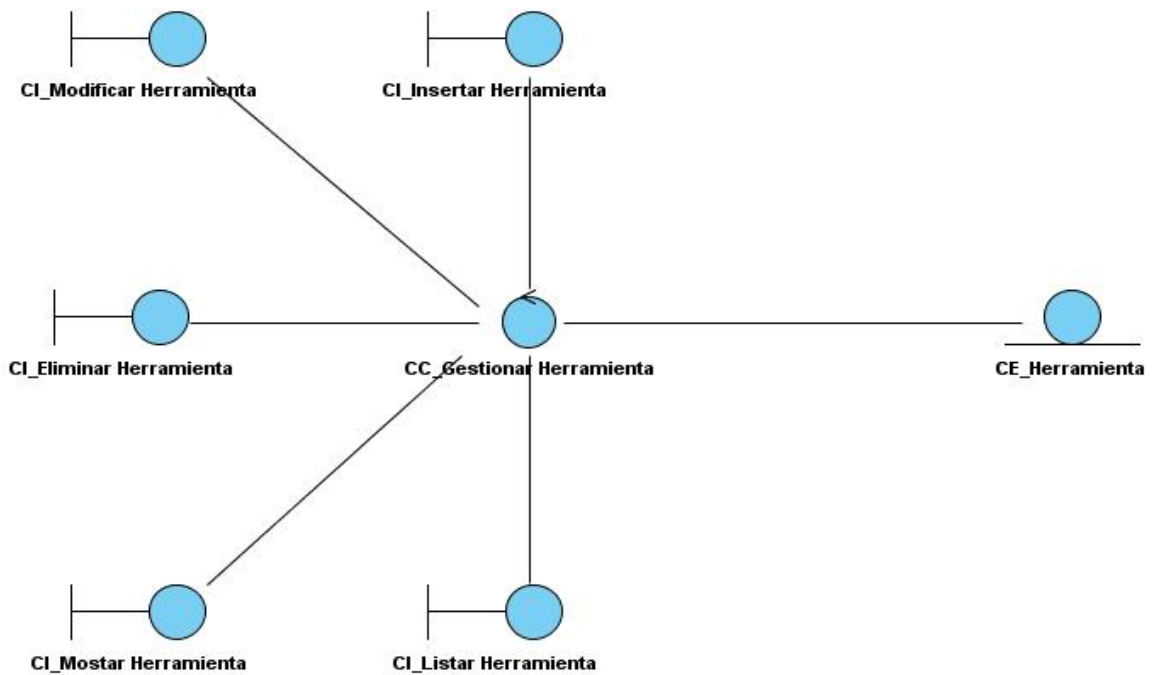 CI_Modificar Herramienta
CI_Insertar Herramienta
CI_Eliminar Herramienta
CC_Gestionar Herramienta
CE_Herramienta
CI_Mostar Herramienta
CI_Listar Herramienta